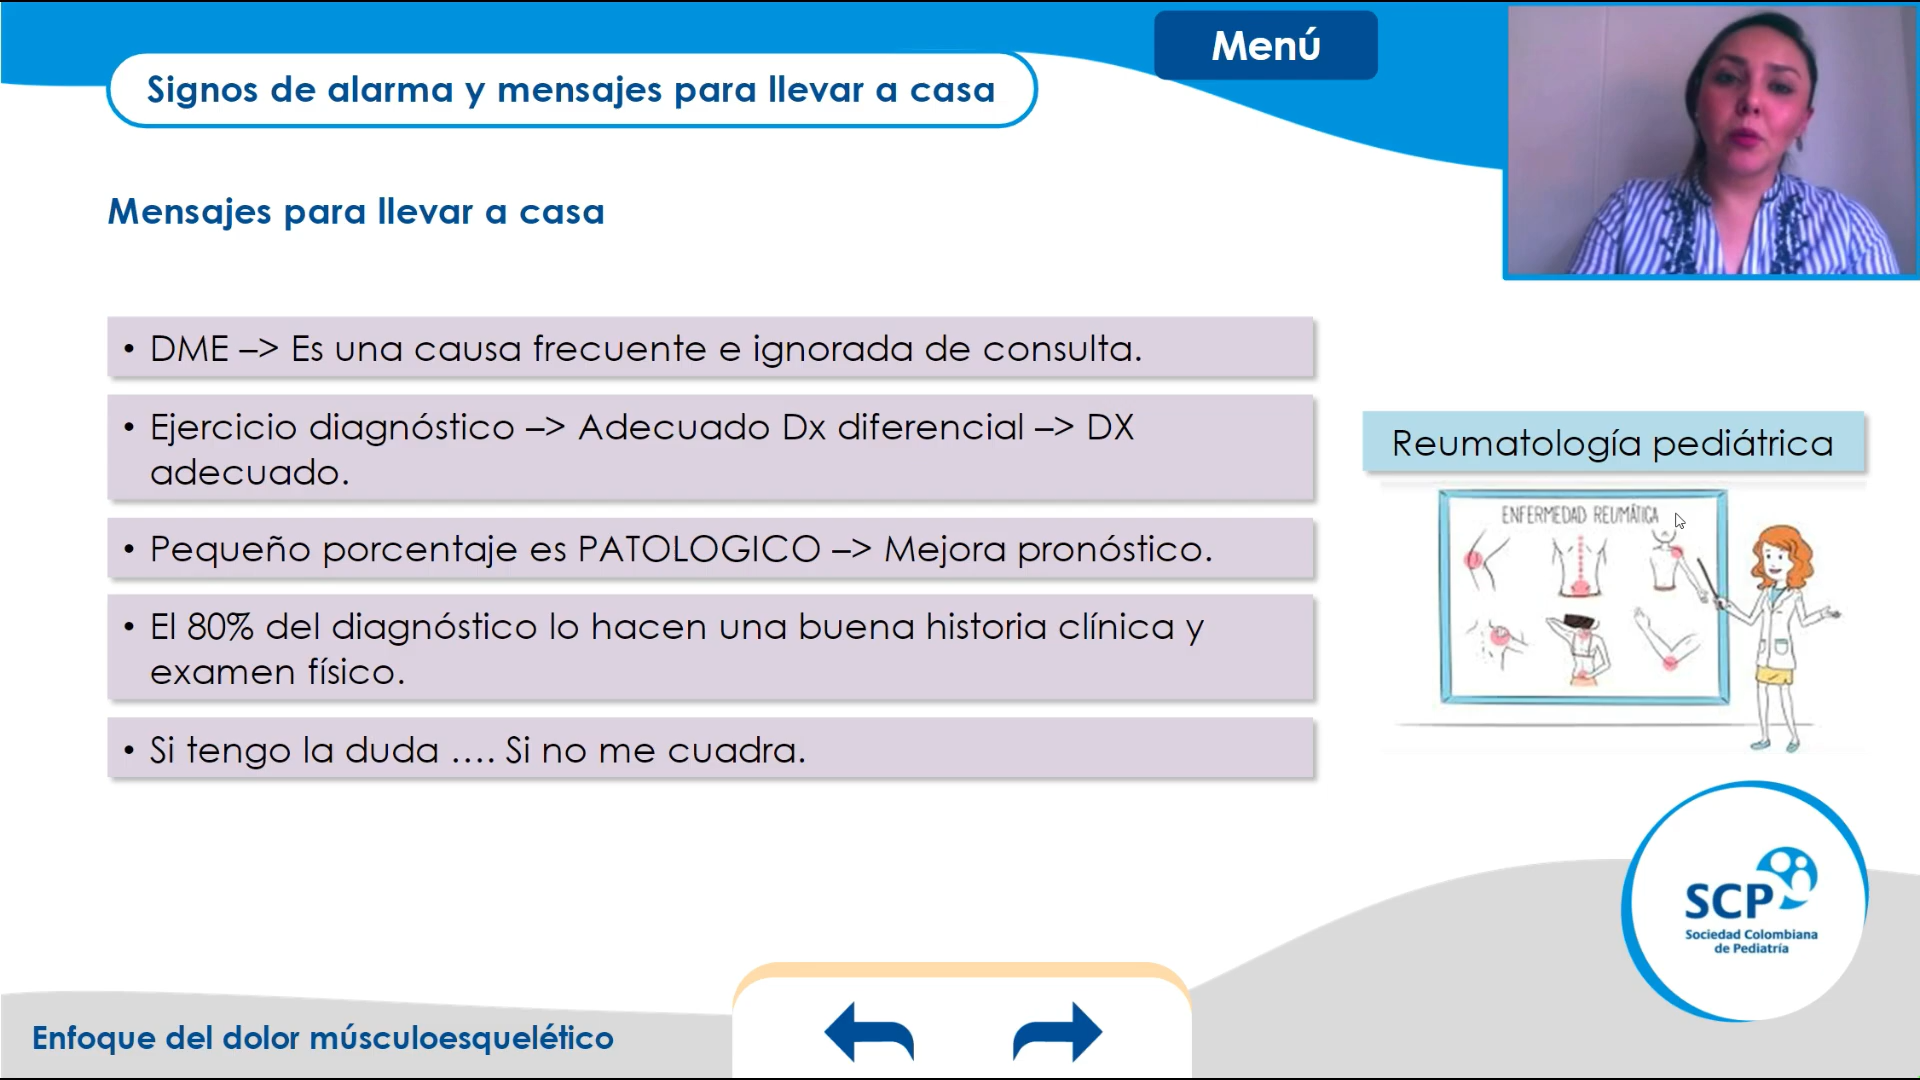 Menú
Signos de alarma y mensajes para llevar a casa
Mensajes para llevar a casa
• DME –> Es una causa frecuente e ignorada de consulta.
• Ejercicio diagnóstico –> Adecuado Dx diferencial –> DX
adecuado.
• Pequeño porcentaje es PATOLOGICO –> Mejora pronóstico.
• El 80% del diagnóstico lo hacen una buena historia clínica y
examen físico.
• Si tengo la duda .... Si no me cuadra.
Reumatología pediátrica
ENFERMEDAD REUMÁTICA
SCP
Sociedad Colombiana
de Pediatría
Enfoque del dolor músculoesquelético